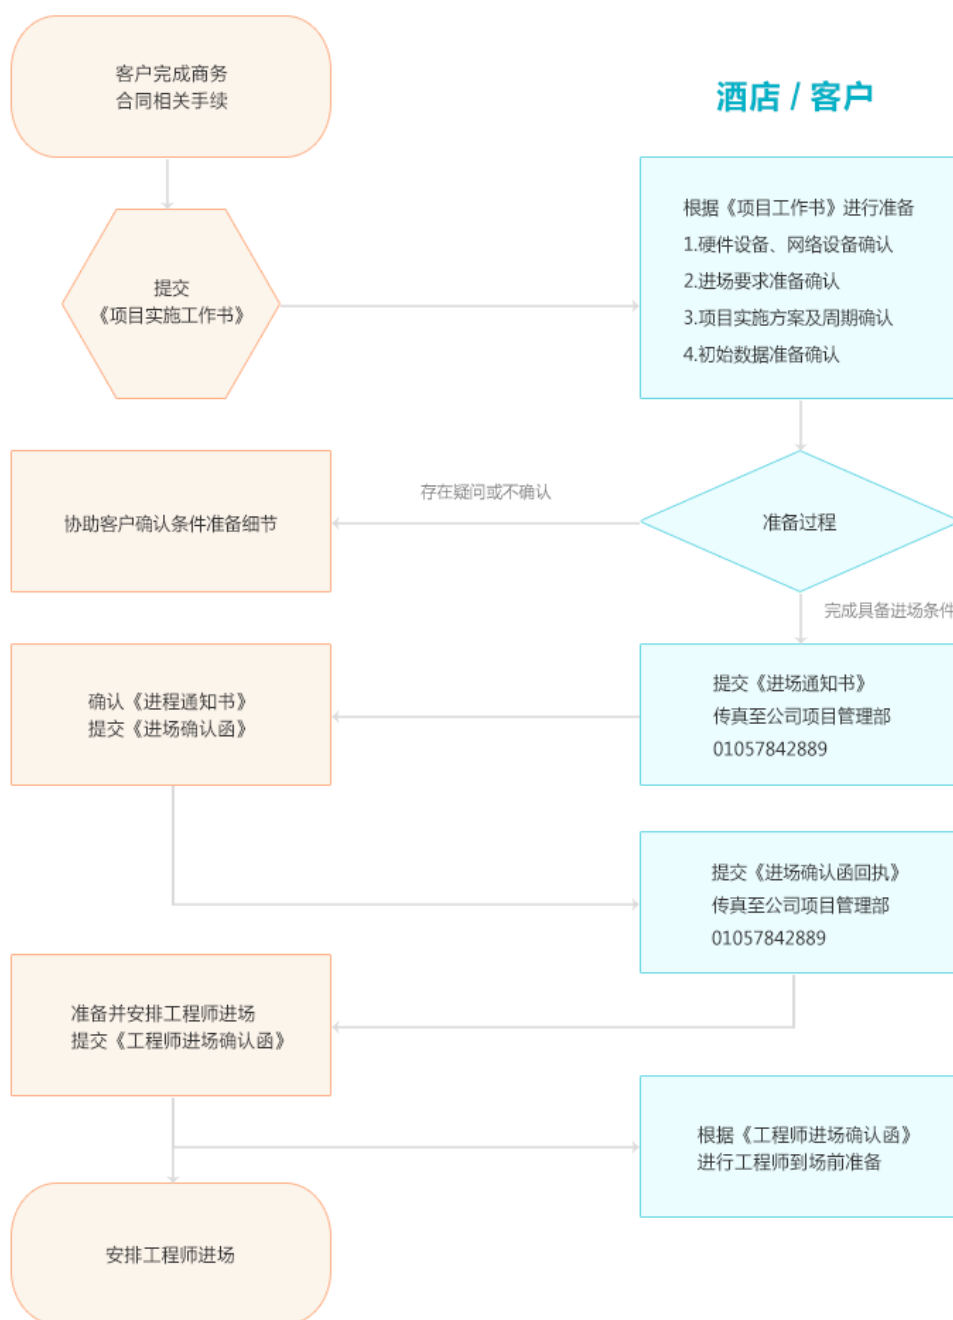 客户完成商务
合同相关手续
酒店 / 客户
提交
《项目实施工作书》
根据《项目工作书》进行准备
1.硬件设备、网络设备确认
2.进场要求准备确认
3.项目实施方案及周期确认
4.初始数据准备确认
协助客户确认条件准备细节
存在疑问或不确认
准备过程
完成具备进场条件
确认《进程通知书》
提交《进场确认函》
提交《进场通知书》
传真至公司项目管理部
01057842889
提交《进场确认函回执》
传真至公司项目管理部
01057842889
准备并安排工程师进场
提交《工程师进场确认函》
根据《工程师进场确认函》
进行工程师到场前准备
安排工程师进场